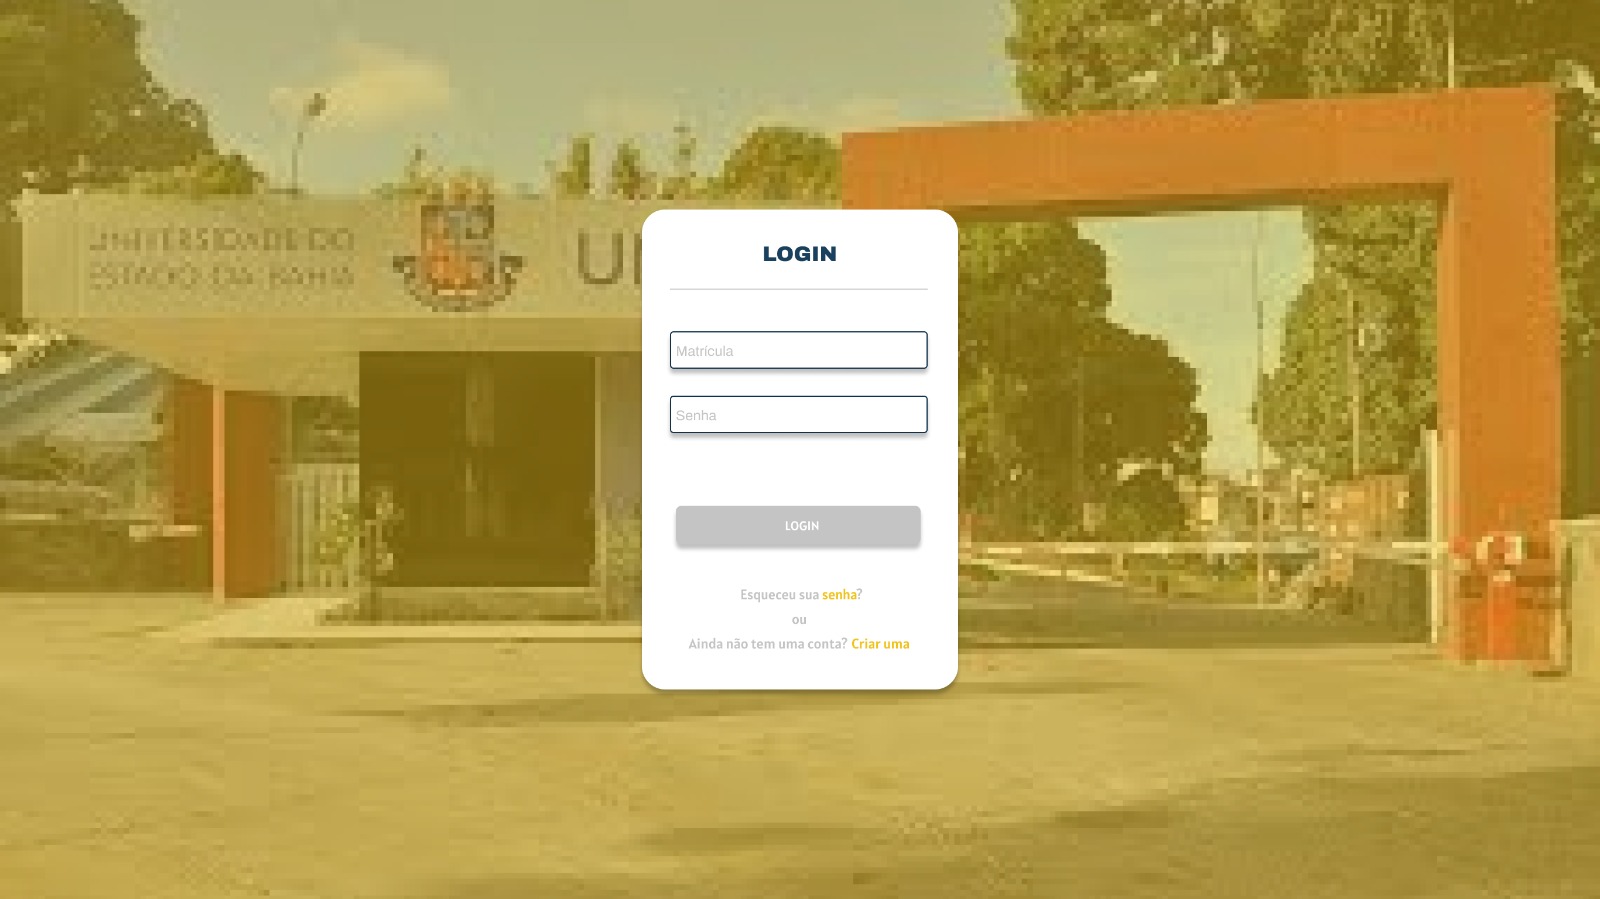 UNIVERSIDADE DO
ESTADO DA BAHIA
LOGIN
Matrícula
Senha
LOGIN
Esqueceu sua senha?
ou
Ainda não tem uma conta? Criar uma